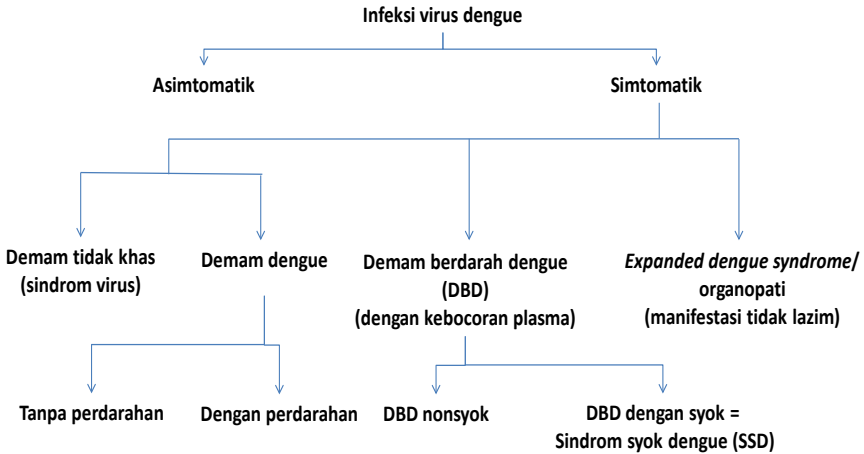 Infeksi virus dengue
Asimtomatik
Simtomatik
Demam tidak khas
(sindrom virus)
Demam dengue
Demam berdarah dengue
(DBD)
(dengan kebocoran plasma)
Expanded dengue syndrome/
organopati
(manifestasi tidak lazim)
Tanpa perdarahan
Dengan perdarahan
DBD nonsyok
DBD dengan syok =
Sindrom syok dengue (SSD)